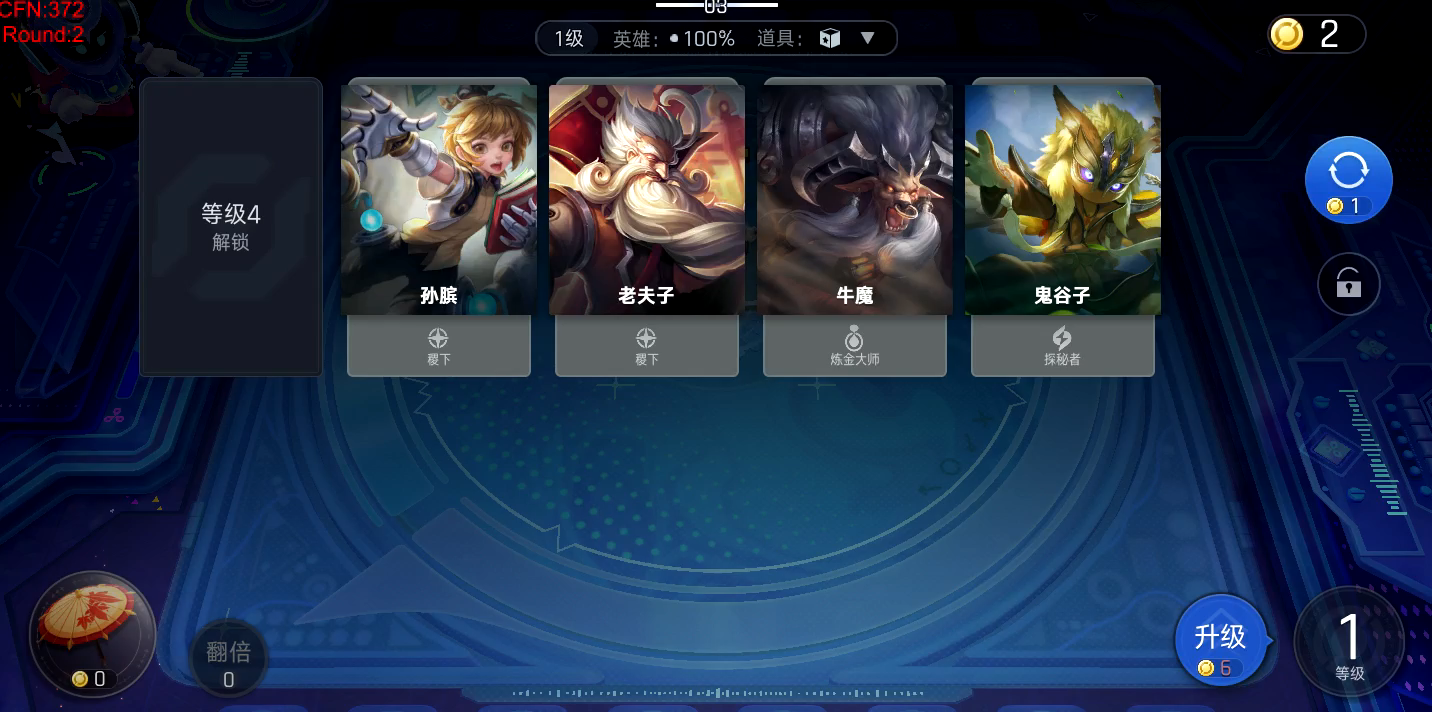 CFN:372
Round:2
03
1级 英雄: 100% 道具:
2
等级4
解锁
孙膑
稷下
老夫子
稷下
牛魔
炼金大师
鬼谷子
探秘者
1
0
翻倍
0
升级
6
1
等级